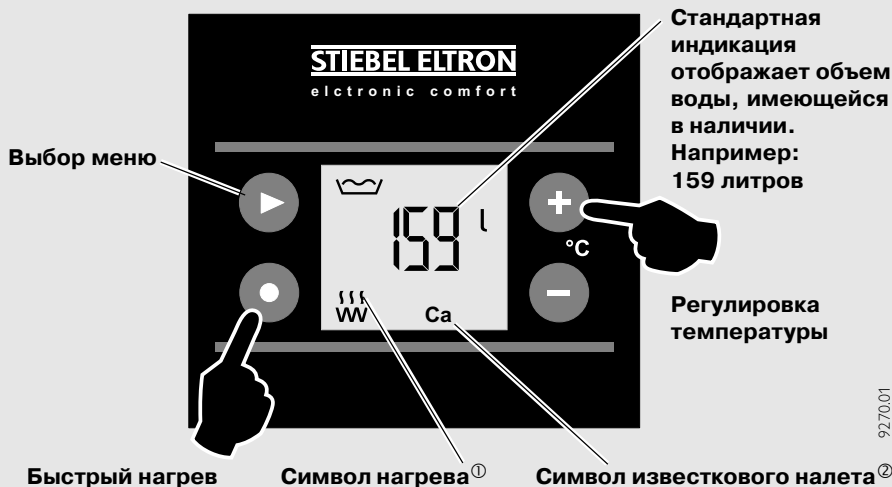 STIEBEL ELTRON
elctronic comfort
Стандартная
индикация
отображает объем
воды, имеющейся
в наличии.
Например:
159 литров
Выбор меню
159 l
°C
Ca
Регулировка
температуры
9270.01
Быстрый нагрев
Символ нагрева①
Символ известкового налета②